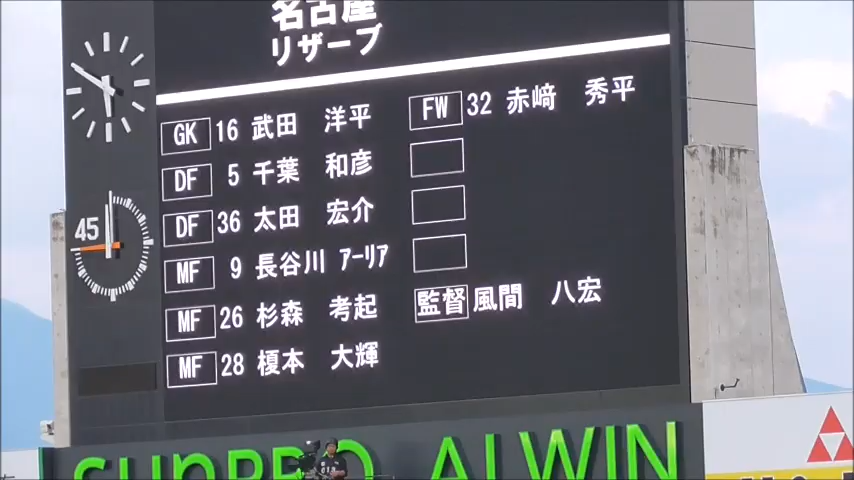 名古屋
リザーブ
GK 16 武田 洋平
DF 5 千葉 和彦
DF 36 太田 宏介
MF 9 長谷川 アーリア
MF 26 杉森 考起
MF 28 榎本 大輝
FW 32 赤﨑 秀平
監督 風間 八宏
45
SUNPRO ALWIN